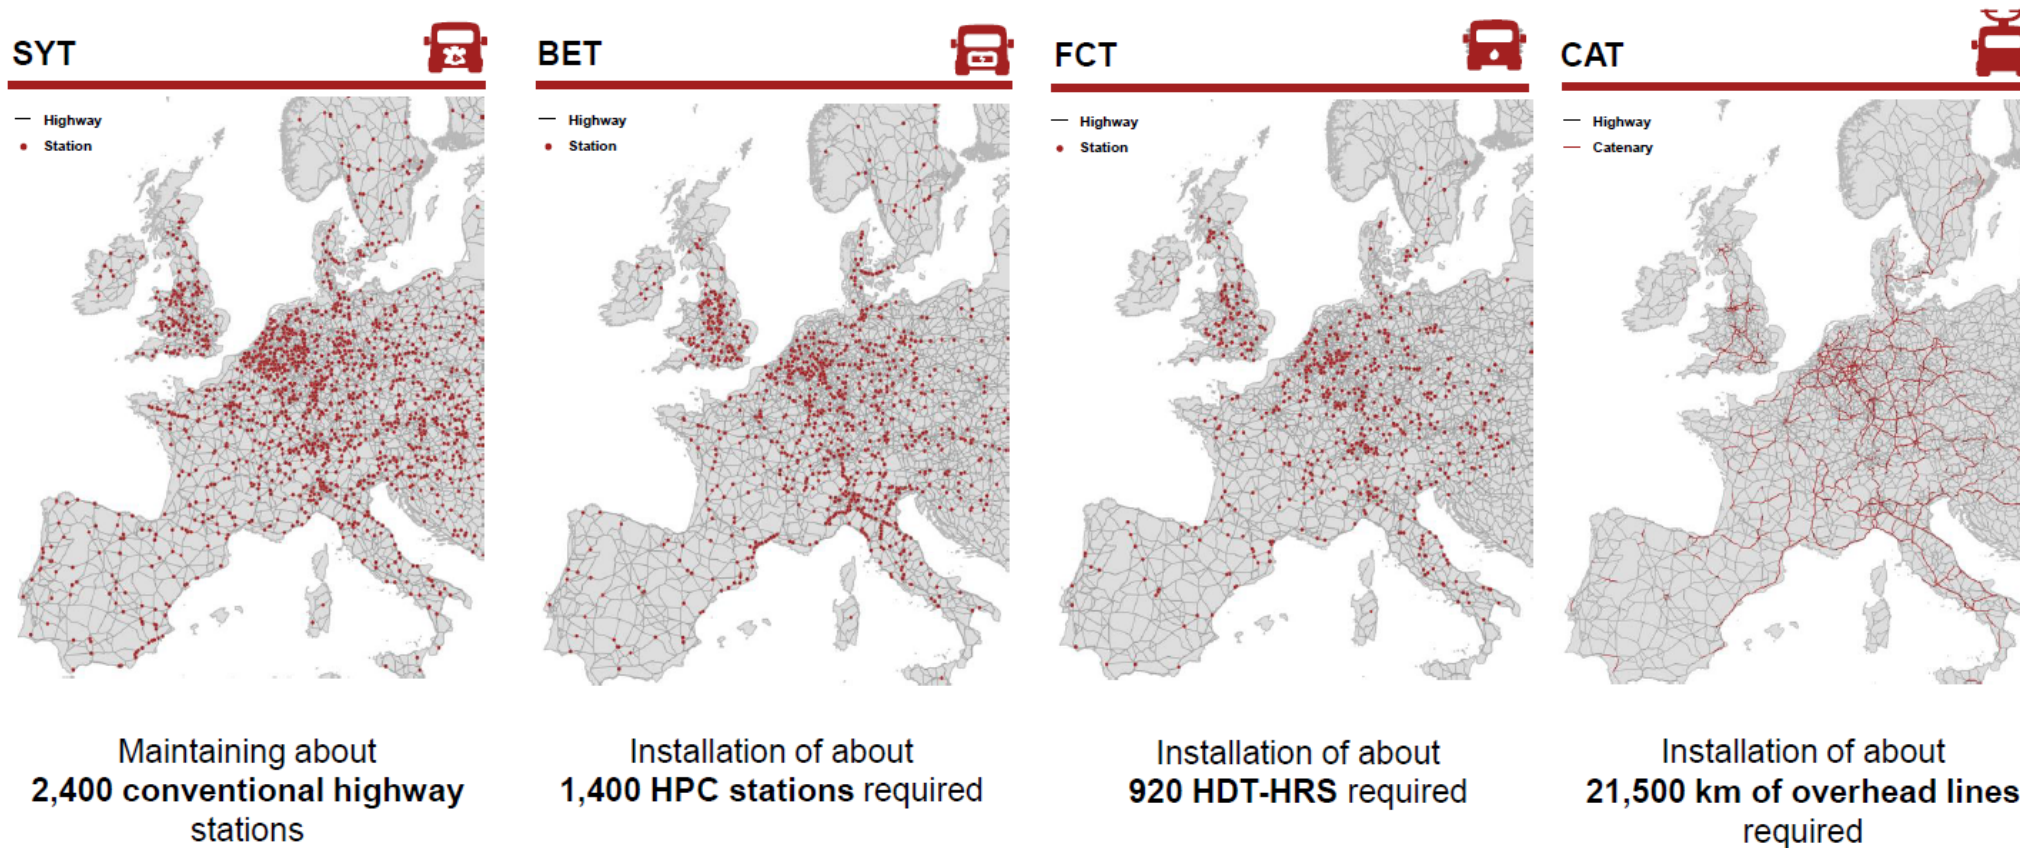 SYT
Highway
Station
Maintaining about
2,400 conventional highway
stations
BET
Highway
Station
Installation of about
1,400 HPC stations required
FCT
Highway
Station
Installation of about
920 HDT-HRS required
CAT
Highway
Catenary
Installation of about
21,500 km of overhead lines
required